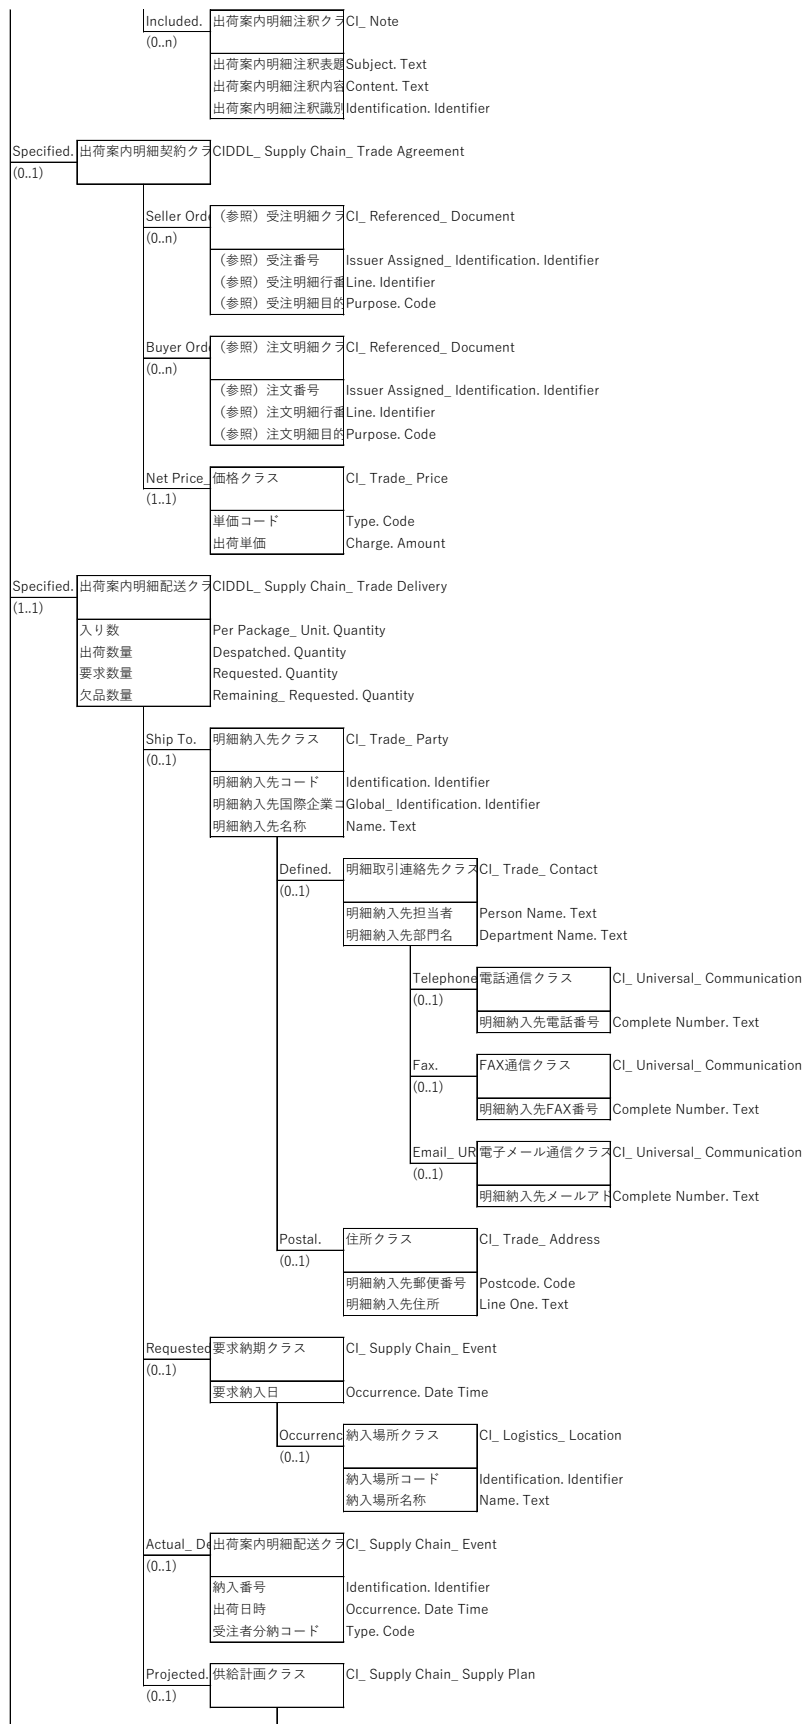 Included. 出荷案内明細注釈クラ CI_ Note
(0..n)
出荷案内明細注釈表題 Subject. Text
出荷案内明細注釈内容 Content. Text
出荷案内明細注釈識別 Identification. Identifier
Specified. 出荷案内明細契約クラ CIDDL_ Supply Chain_ Trade Agreement
(0..1)
Seller Orde （参照）受注明細クラ CI_ Referenced_ Document
(0..n)
（参照）受注番号 Issuer Assigned_ Identification. Identifier
（参照）受注明細行番 Line. Identifier
（参照）受注明細目的 Purpose. Code
Buyer Orde （参照）注文明細クラ CI_ Referenced_ Document
(0..n)
（参照）注文番号 Issuer Assigned_ Identification. Identifier
（参照）注文明細行番 Line. Identifier
（参照）注文明細目的 Purpose. Code
Net Price_ 価格クラス CI_ Trade_ Price
(1..1)
単価コード Type. Code
出荷単価 Charge. Amount
Specified. 出荷案内明細配送クラ CIDDL_ Supply Chain_ Trade Delivery
(1..1)
入り数 Per Package_ Unit. Quantity
出荷数量 Despatched. Quantity
要求数量 Requested. Quantity
欠品数量 Remaining_ Requested. Quantity
Ship To. 明細納入先クラス CI_ Trade_ Party
(0..1)
明細納入先コード Identification. Identifier
明細納入先国際企業コ Global_ Identification. Identifier
明細納入先名称 Name. Text
Defined. 明細取引連絡先クラス CI_ Trade_ Contact
(0..1)
明細納入先担当者 Person Name. Text
明細納入先部門名 Department Name. Text
Telephone 電話通信クラス CI_ Universal_ Communication
(0..1)
明細納入先電話番号 Complete Number. Text
Fax. FAX通信クラス CI_ Universal_ Communication
(0..1)
明細納入先FAX番号 Complete Number. Text
Email_ UR 電子メール通信クラス CI_ Universal_ Communication
(0..1)
明細納入先メールアド Complete Number. Text
Postal. 住所クラス CI_ Trade_ Address
(0..1)
明細納入先郵便番号 Postcode. Code
明細納入先住所 Line One. Text
Requested 要求納期クラス CI_ Supply Chain_ Event
(0..1)
要求納入日 Occurrence. Date Time
Occurrenc 納入場所クラス CI_ Logistics_ Location
(0..1)
納入場所コード Identification. Identifier
納入場所名称 Name. Text
Actual_ De 出荷案内明細配送クラ CI_ Supply Chain_ Event
(0..1)
納入番号 Identification. Identifier
出荷日時 Occurrence. Date Time
受注者分納コード Type. Code
Projected. 供給計画クラス CI_ Supply Chain_ Supply Plan
(0..1)